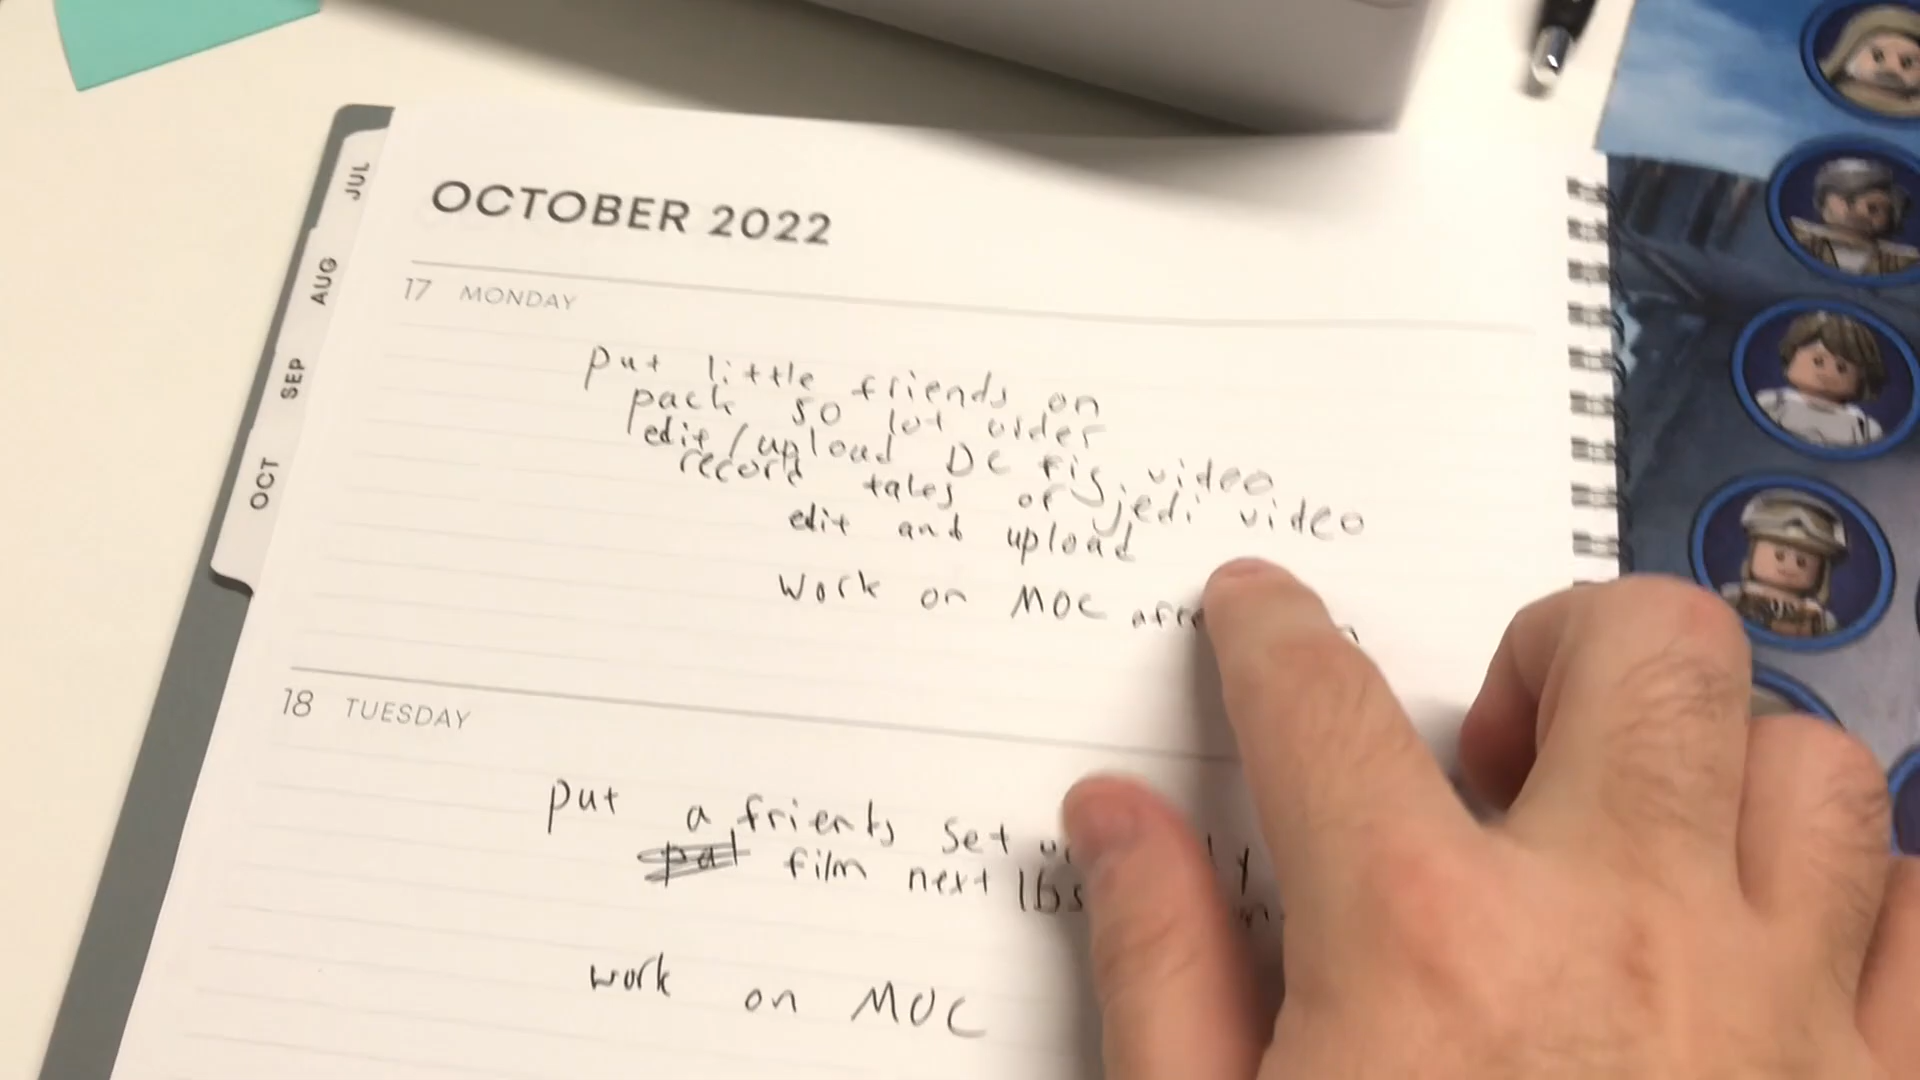 JUL
AUG
SEP
OCT
OCTOBER 2022
17 MONDAY
put little friends on
pack 50 lot order
edit/upload DC fig. video
record tales of jedi video
edit and upload
work on MOC
18 TUESDAY
put a friends set
film next
work on MOC